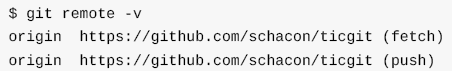 $ git remote -v
origin  https://github.com/schacon/ticgit (fetch)
origin  https://github.com/schacon/ticgit (push)